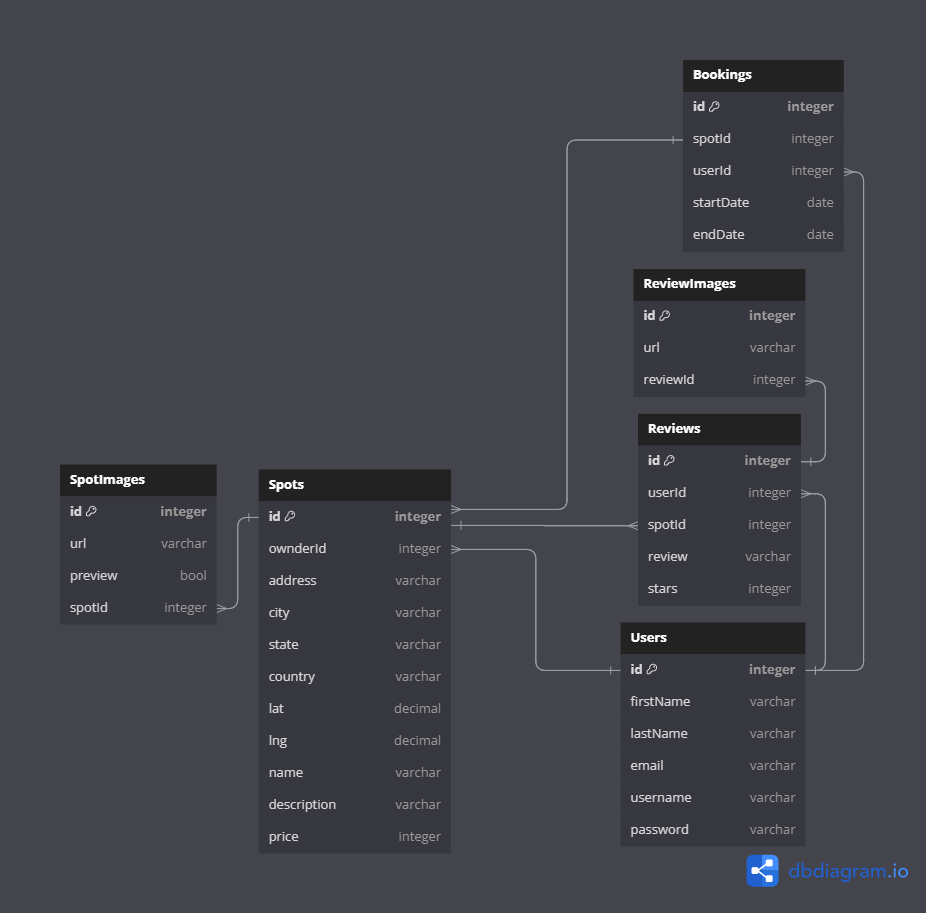 Bookings
id integer
spotId integer
userId integer
startDate date
endDate date
ReviewImages
id integer
url varchar
reviewId integer
Reviews
id integer
userId integer
spotId integer
review varchar
stars integer
SpotImages
id integer
url varchar
preview bool
spotId integer
Spots
id integer
ownderId integer
address varchar
city varchar
state varchar
country varchar
lat decimal
lng decimal
name varchar
description varchar
price integer
Users
id integer
firstName varchar
lastName varchar
email varchar
username varchar
password varchar
dbdiagram.io